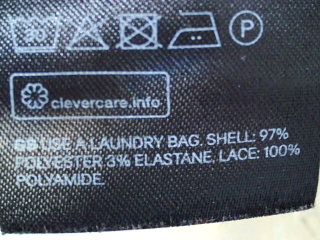 P
clevercare.info
GB USE A LAUNDRY BAG. SHELL: 97%
POLYESTER 3% ELASTANE. LACE: 100%
POLYAMIDE.